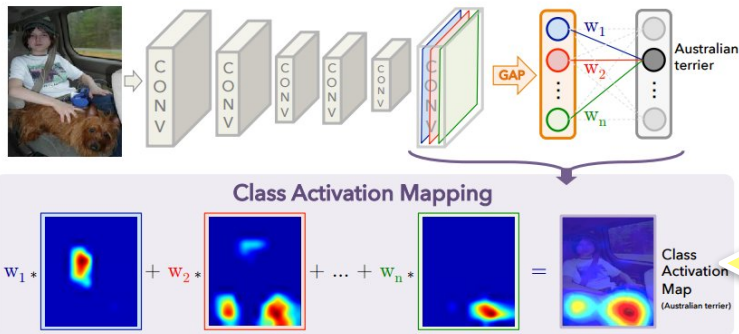 CONV
CONV
CONV
CONV
CONV
CONV
GAP
w1
w2
wn
Australian
terrier
Class Activation Mapping
w1 *
+ w2 *
+ ... + wn *
=
Class
Activation
Map
(Australian terrier)